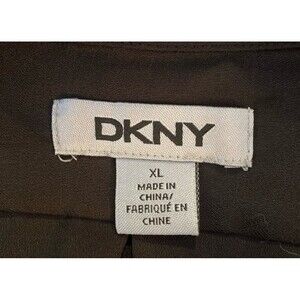 DKNY
XL
MADE IN
CHINA/
FABRIQUÉ EN
CHINE